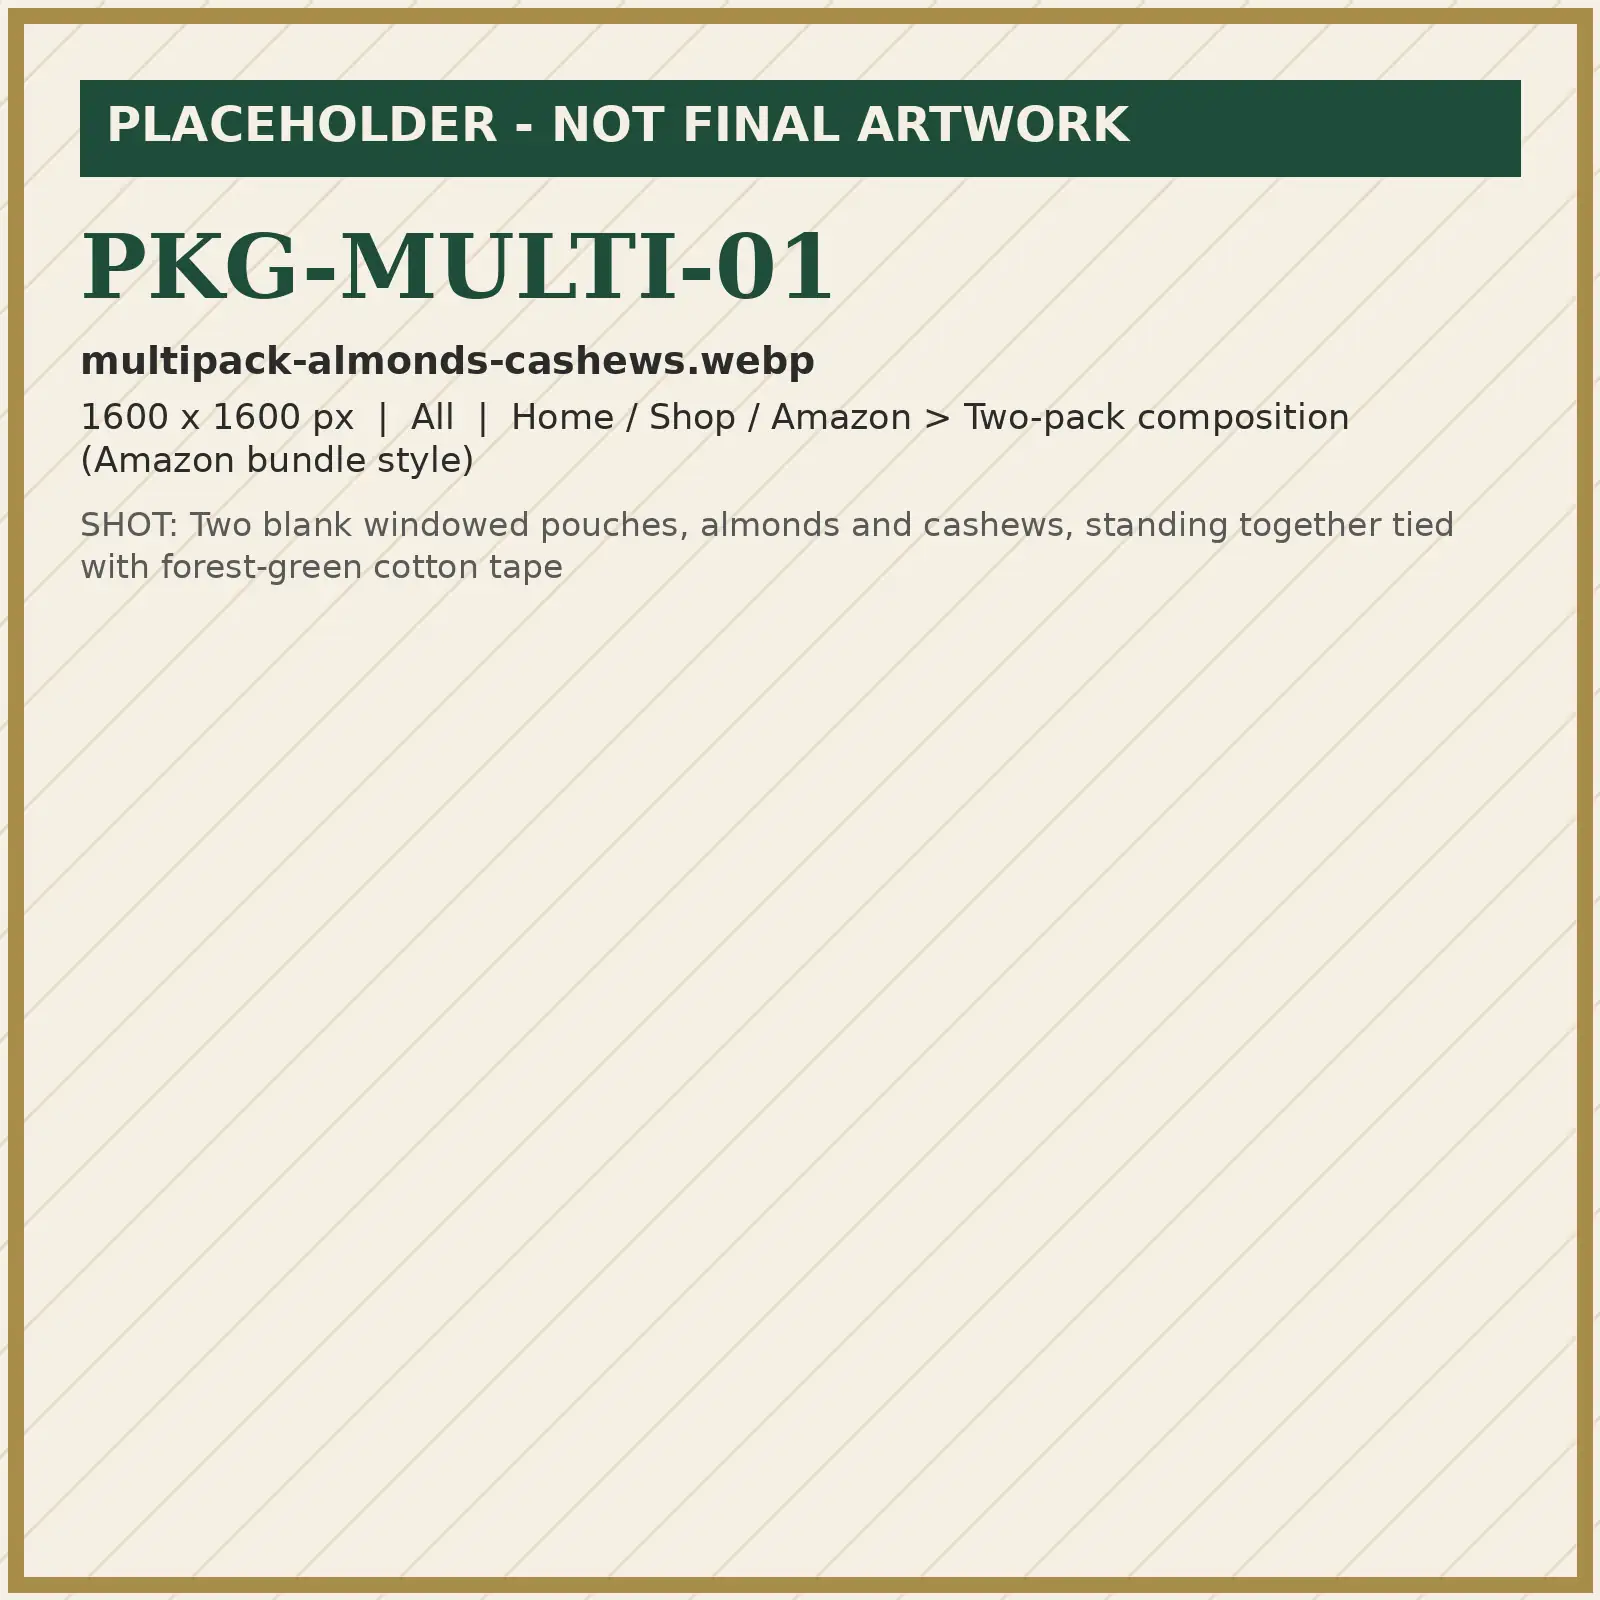 PLACEHOLDER - NOT FINAL ARTWORK
PKG-MULTI-01
multipack-almonds-cashews.webp
1600 x 1600 px | All | Home / Shop / Amazon > Two-pack composition
(Amazon bundle style)
SHOT: Two blank windowed pouches, almonds and cashews, standing together tied
with forest-green cotton tape